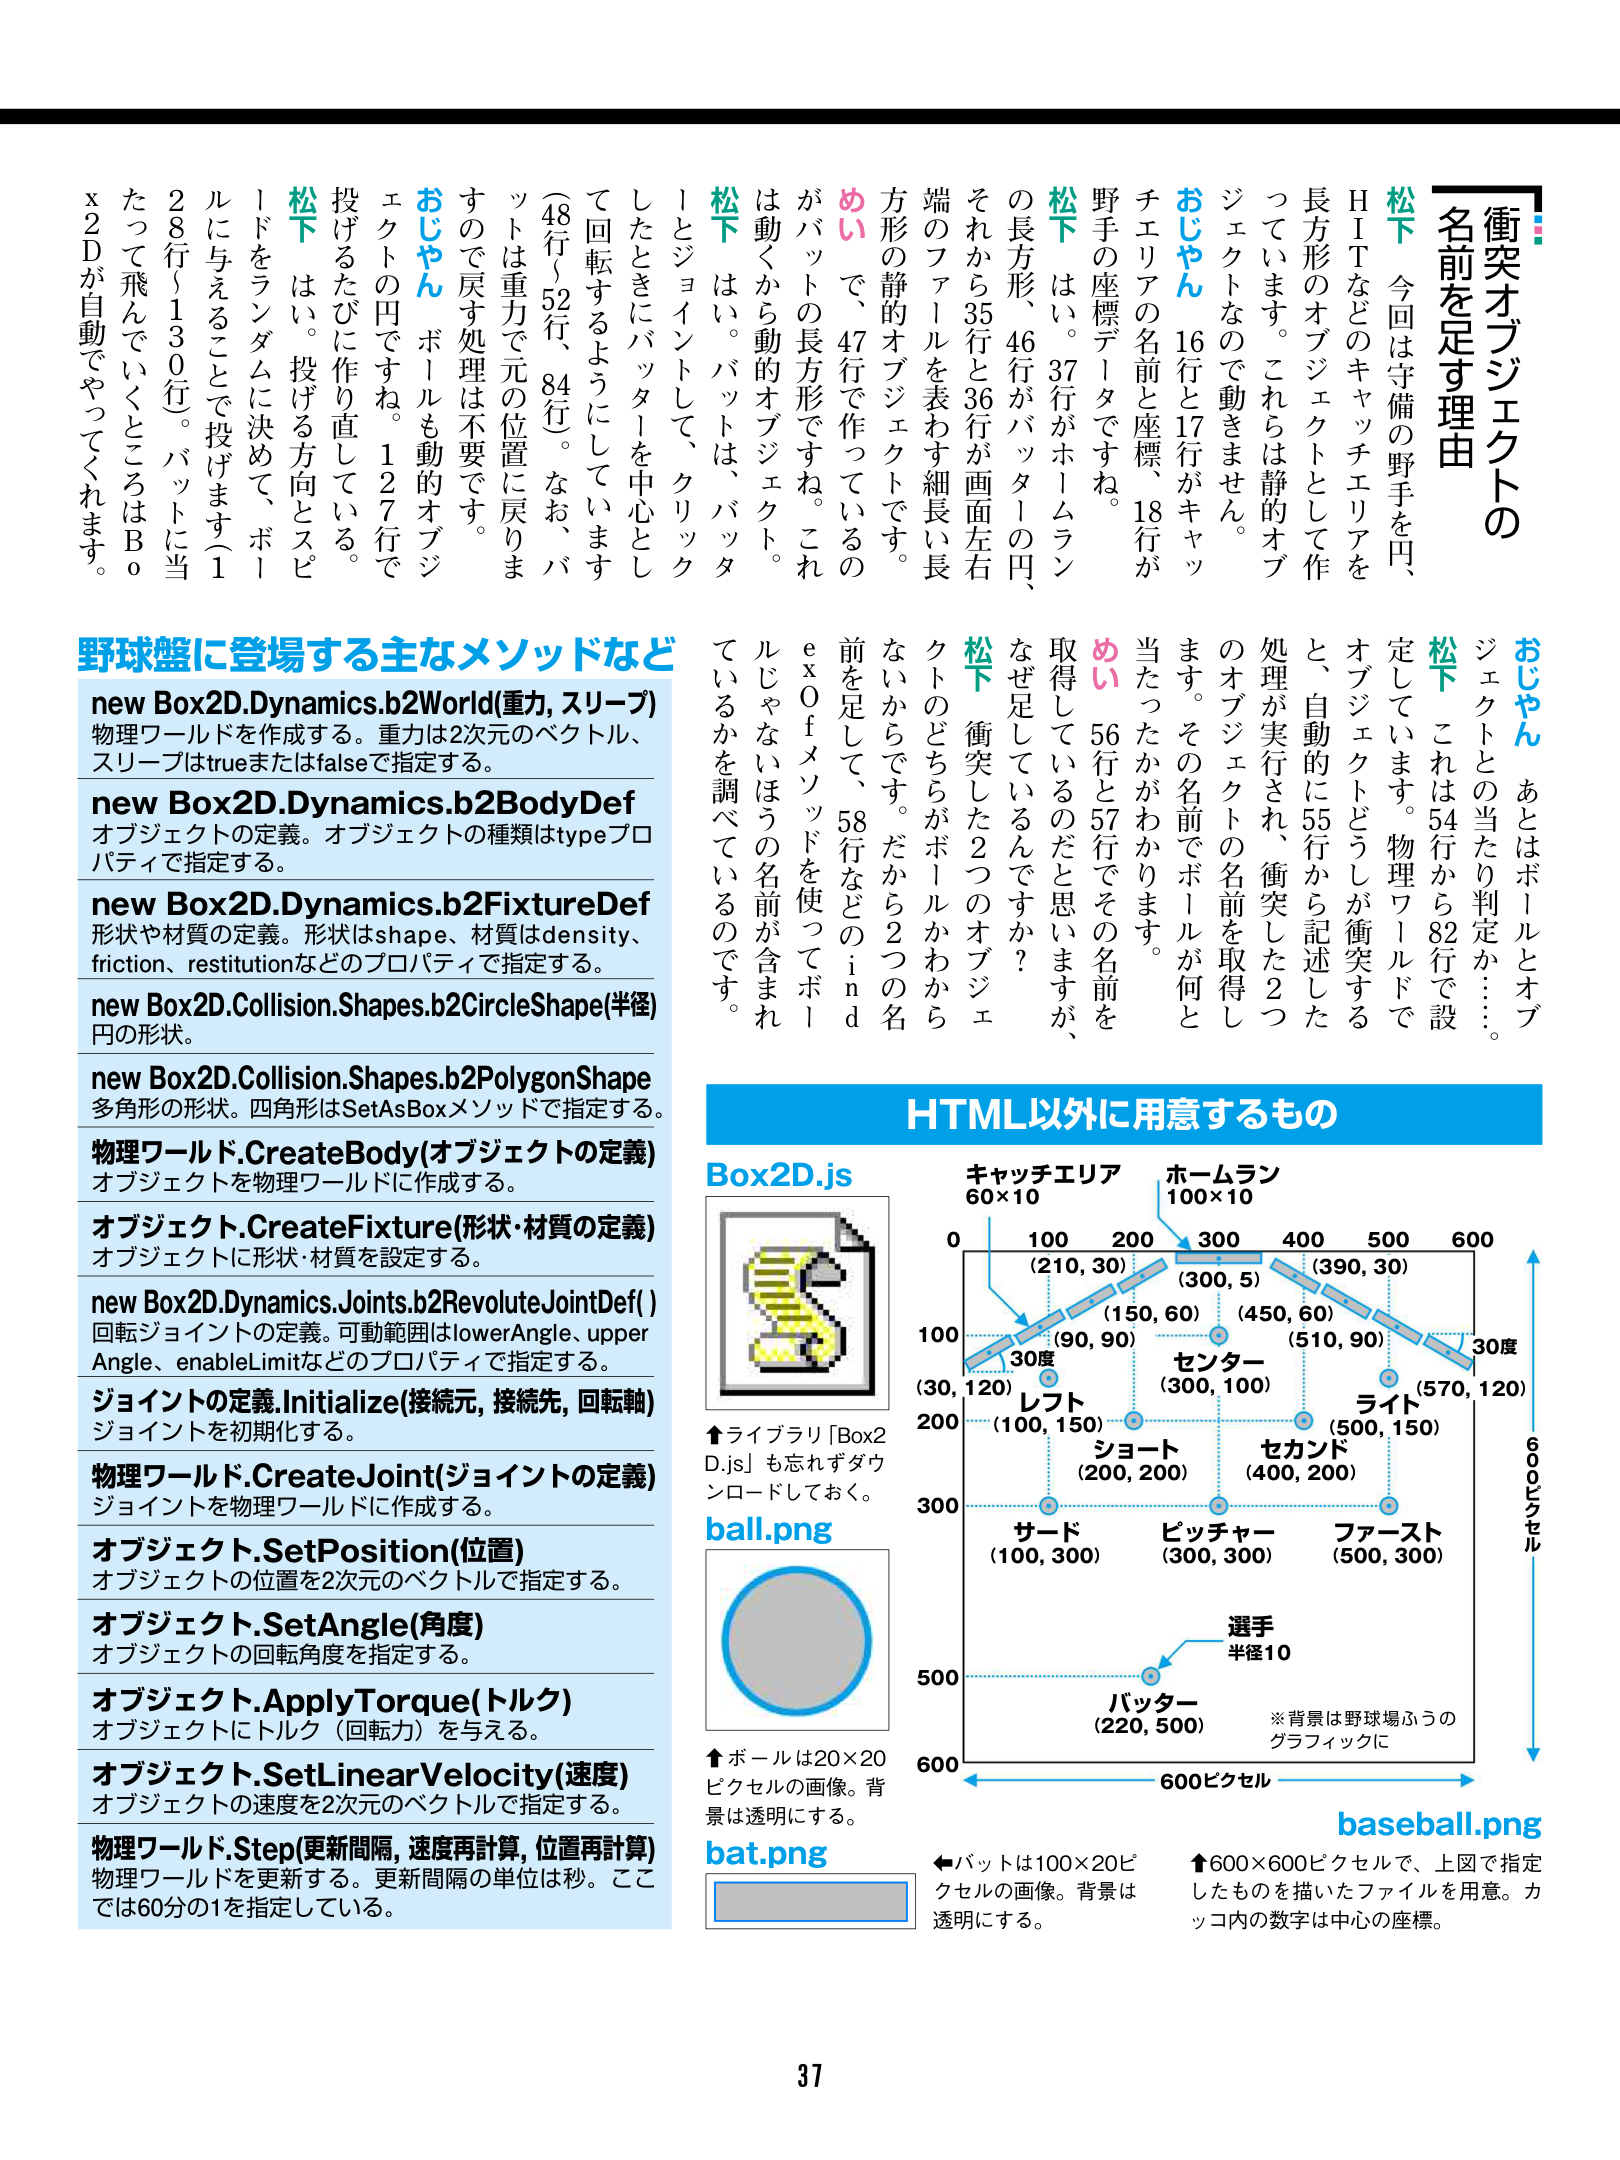 衝突オブジェクトの
名前を足す理由
松下　今回は守備の野手を円、
HITなどのキャッチエリアを
長方形のオブジェクトとして作
っています。これらは静的オブ
ジェクトなので動きません。
おじやん　16行と17行がキャッ
チエリアの名前と座標、18行が
野手の座標データですね。
松下　はい。37行がホームラン
の長方形、46行がバッターの円、
それから35行と36行が画面左右
端のファールを表わす細長い長
方形の静的オブジェクトです。
めい　で、47行で作っているの
がバットの長方形ですね。これ
は動くから動的オブジェクト。
松下　はい。バットは、バッタ
ーとジョイントして、クリック
したときにバッターを中心とし
て回転するようにしています
（48行～52行、84行）。なお、バ
ットは重力で元の位置に戻りま
すので戻す処理は不要です。
おじやん　ボールも動的オブジ
ェクトの円ですね。127行で
投げるたびに作り直している。
松下　はい。投げる方向とスピ
ードをランダムに決めて、ボー
ルに与えることで投げます（1
28行～130行）。バットに当
たって飛んでいくところはBo
x2Dが自動でやってくれます。
おじやん　あとはボールとオブ
ジェクトとの当たり判定か……。
松下　これは54行から82行で設
定しています。物理ワールドで
オブジェクトどうしが衝突する
と、自動的に55行から記述した
処理が実行され、衝突した2つ
のオブジェクトの名前を取得し
ます。その名前でボールが何と
当たったかがわかります。
めい　56行と57行でその名前を
取得しているのだと思いますが、
なぜ足しているんですか？
松下　衝突した2つのオブジェ
クトのどちらがボールかわから
ないからです。だから2つの名
前を足して、58行などのind
exOfメソッドを使ってボー
ルじゃないほうの名前が含まれ
ているかを調べているのです。
野球盤に登場する主なメソッドなど
new Box2D.Dynamics.b2World(重力, スリープ)
物理ワールドを作成する。重力は2次元のベクトル、
スリープはtrueまたはfalseで指定する。
new Box2D.Dynamics.b2BodyDef
オブジェクトの定義。オブジェクトの種類はtypeプロ
パティで指定する。
new Box2D.Dynamics.b2FixtureDef
形状や材質の定義。形状はshape、材質はdensity、
friction、restitutionなどのプロパティで指定する。
new Box2D.Collision.Shapes.b2CircleShape(半径)
円の形状。
new Box2D.Collision.Shapes.b2PolygonShape
多角形の形状。四角形はSetAsBoxメソッドで指定する。
物理ワールド.CreateBody(オブジェクトの定義)
オブジェクトを物理ワールドに作成する。
オブジェクト.CreateFixture(形状・材質の定義)
オブジェクトに形状・材質を設定する。
new Box2D.Dynamics.Joints.b2RevoluteJointDef( )
回転ジョイントの定義。可動範囲はlowerAngle、upper
Angle、enableLimitなどのプロパティで指定する。
ジョイントの定義.Initialize(接続元, 接続先, 回転軸)
ジョイントを初期化する。
物理ワールド.CreateJoint(ジョイントの定義)
ジョイントを物理ワールドに作成する。
オブジェクト.SetPosition(位置)
オブジェクトの位置を2次元のベクトルで指定する。
オブジェクト.SetAngle(角度)
オブジェクトの回転角度を指定する。
オブジェクト.ApplyTorque(トルク)
オブジェクトにトルク（回転力）を与える。
オブジェクト.SetLinearVelocity(速度)
オブジェクトの速度を2次元のベクトルで指定する。
物理ワールド.Step(更新間隔, 速度再計算, 位置再計算)
物理ワールドを更新する。更新間隔の単位は秒。ここ
では60分の1を指定している。
HTML以外に用意するもの
Box2D.js
⬆ライブラリ「Box2
D.js」も忘れずダウ
ンロードしておく。
ball.png
⬆ボールは20×20
ピクセルの画像。背
景は透明にする。
bat.png
⬅バットは100×20ピ
クセルの画像。背景は
透明にする。
キャッチエリア
60×10
ホームラン
100×10
0 100 200 300 400 500 600
(210, 30)
(300, 5)
(390, 30)
(150, 60)
(450, 60)
100
(90, 90)
(510, 90)
30度
30度
センター
(300, 100)
(30, 120)
(570, 120)
レフト
(100, 150)
ライト
(500, 150)
200
ショート
(200, 200)
セカンド
(400, 200)
300
サード
(100, 300)
ピッチャー
(300, 300)
ファースト
(500, 300)
選手
半径10
500
バッター
(220, 500)
※背景は野球場ふうの
グラフィックに
600
600ピクセル
600ピクセル
baseball.png
⬆600×600ピクセルで、上図で指定
したものを描いたファイルを用意。カ
ッコ内の数字は中心の座標。
37